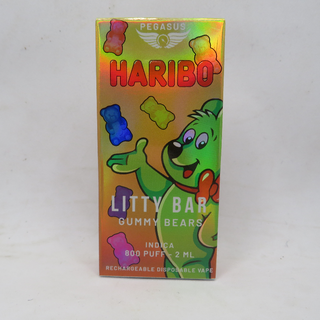 PEGASUS
HARIBO
LITTY BAR
GUMMY BEARS
INDICA
800 PUFF - 2 ML
RECHARGEABLE DISPOSABLE VAPE